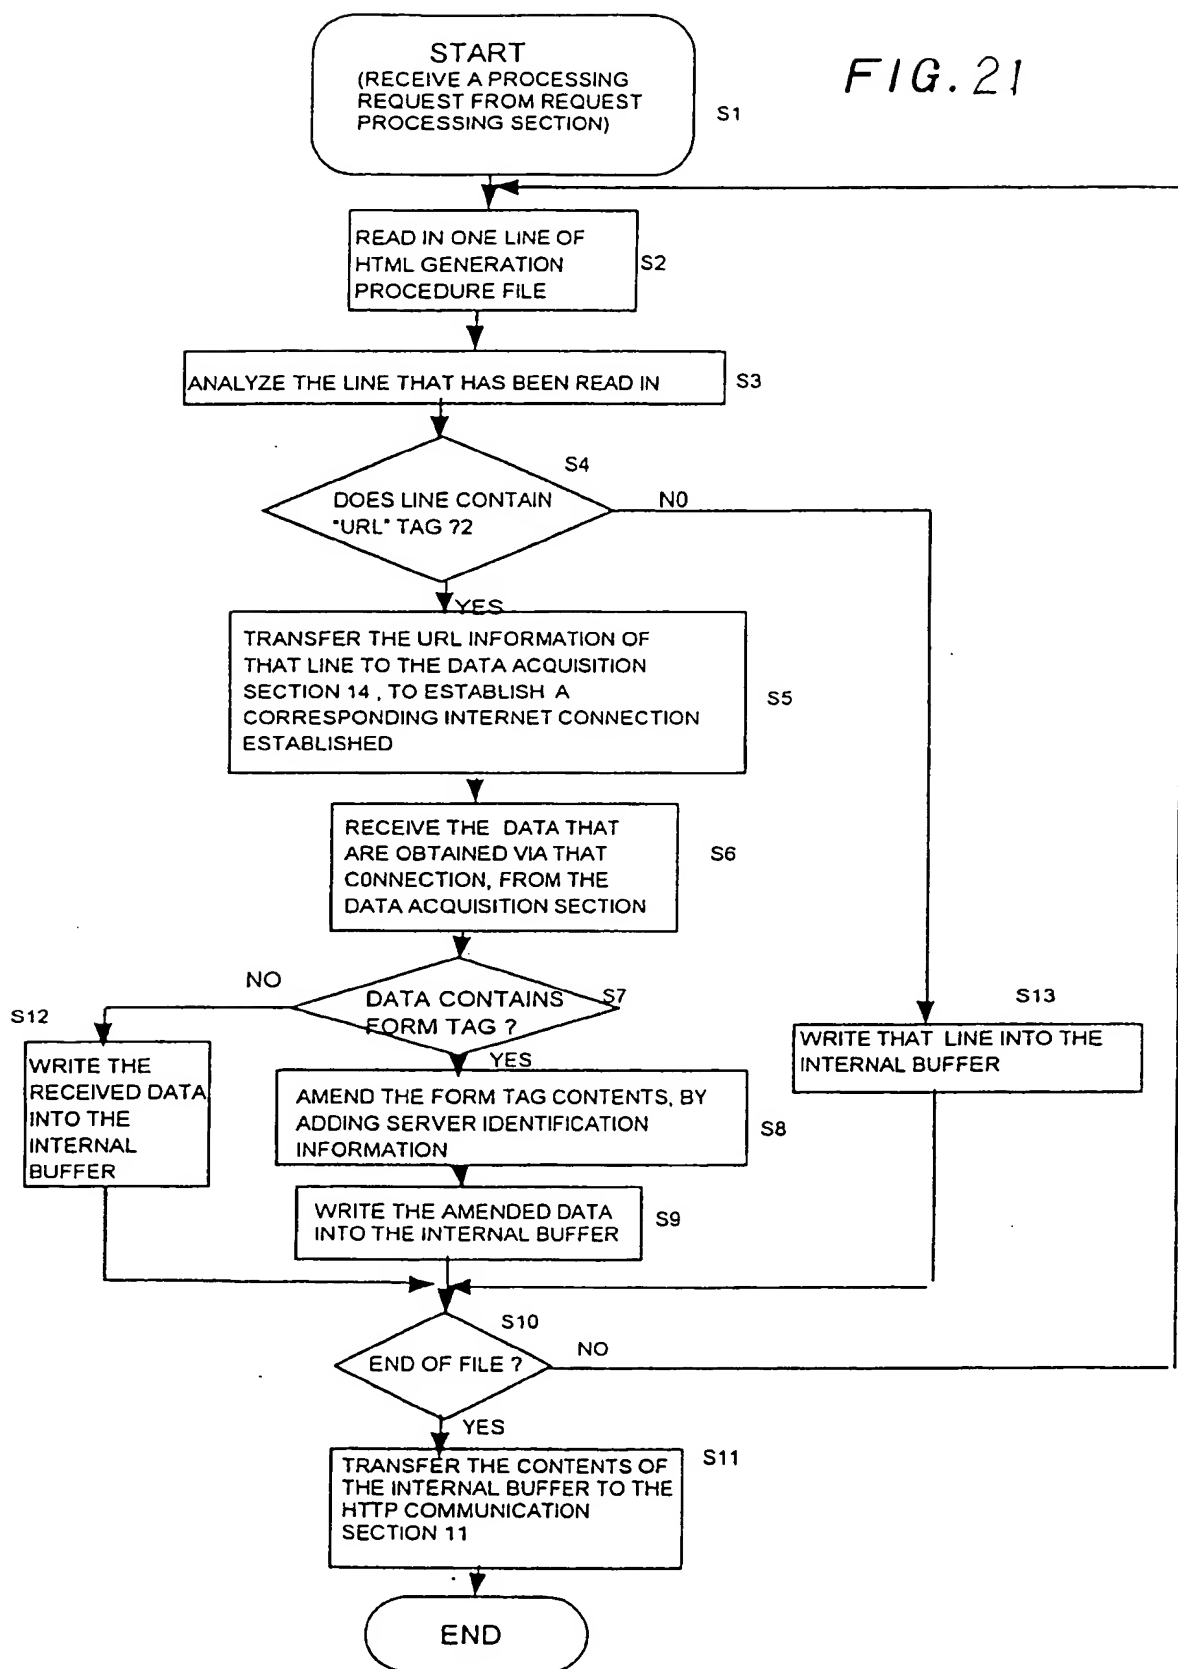 START
(RECEIVE A PROCESSING
REQUEST FROM REQUEST
PROCESSING SECTION)
S1
FIG. 21
READ IN ONE LINE OF
HTML GENERATION
PROCEDURE FILE
S2
ANALYZE THE LINE THAT HAS BEEN READ IN
S3
S4
DOES LINE CONTAIN
"URL" TAG ?2
NO
YES
TRANSFER THE URL INFORMATION OF
THAT LINE TO THE DATA ACQUISITION
SECTION 14 , TO ESTABLISH A
CORRESPONDING INTERNET CONNECTION
ESTABLISHED
S5
RECEIVE THE DATA THAT
ARE OBTAINED VIA THAT
CONNECTION, FROM THE
DATA ACQUISITION SECTION
S6
NO
S7
DATA CONTAINS
FORM TAG ?
YES
S12
WRITE THE
RECEIVED DATA
INTO THE
INTERNAL
BUFFER
S13
WRITE THAT LINE INTO THE
INTERNAL BUFFER
AMEND THE FORM TAG CONTENTS, BY
ADDING SERVER IDENTIFICATION
INFORMATION
S8
WRITE THE AMENDED DATA
INTO THE INTERNAL BUFFER
S9
S10
END OF FILE ?
NO
YES
S11
TRANSFER THE CONTENTS OF
THE INTERNAL BUFFER TO THE
HTTP COMMUNICATION
SECTION 11
END